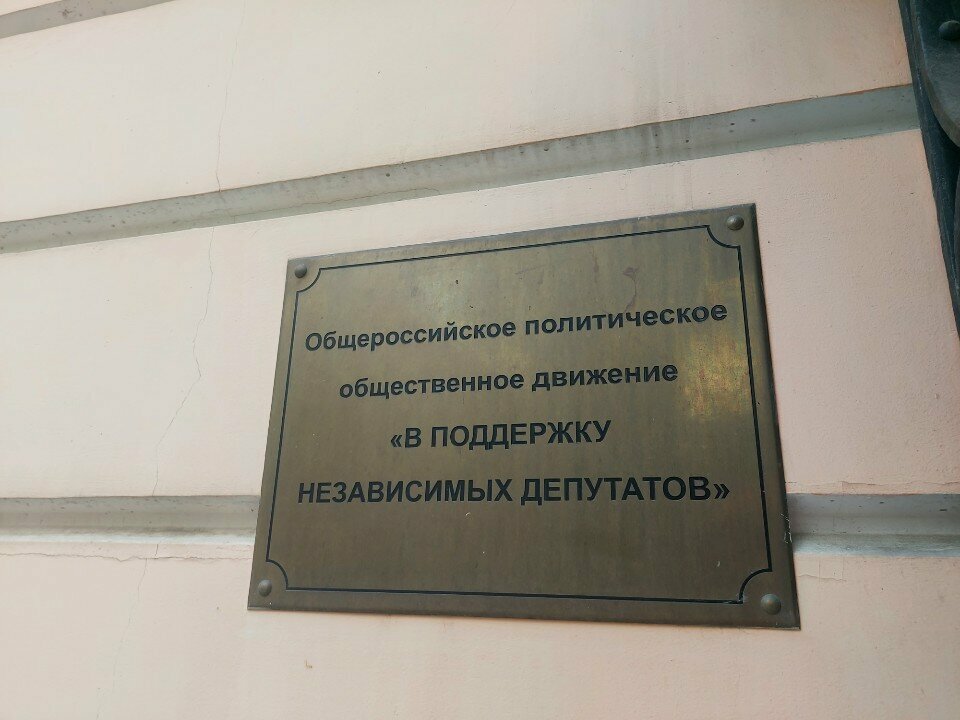 Общероссийское политическое
общественное движение
«В ПОДДЕРЖКУ
НЕЗАВИСИМЫХ ДЕПУТАТОВ»